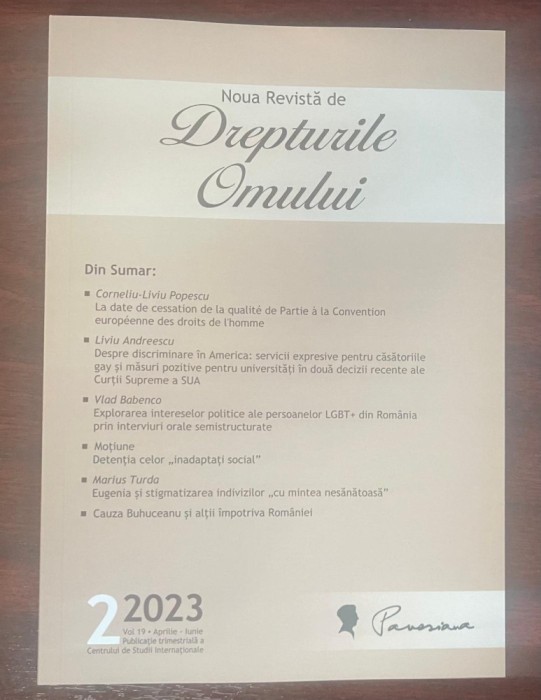 Noua Revistă de
Drepturile
Omului
Din Sumar:
▪ Corneliu-Liviu Popescu
La date de cessation de la qualité de Partie à la Convention
européenne des droits de l'homme
▪ Liviu Andreescu
Despre discriminare în America: servicii expresive pentru căsătoriile
gay și măsuri pozitive pentru universități în două decizii recente ale
Curții Supreme a SUA
▪ Vlad Babenco
Explorarea intereselor politice ale persoanelor LGBT+ din România
prin interviuri orale semistructurate
▪ Moțiune
Detenția celor „inadaptați social"
▪ Marius Turda
Eugenia și stigmatizarea indivizilor „cu mintea nesănătoasă"
▪ Cauza Buhuceanu și alții împotriva României
2 2023
Vol 19 • Aprilie - Iunie
Publicație trimestrială a
Centrului de Studii Internaționale
Pavesiana